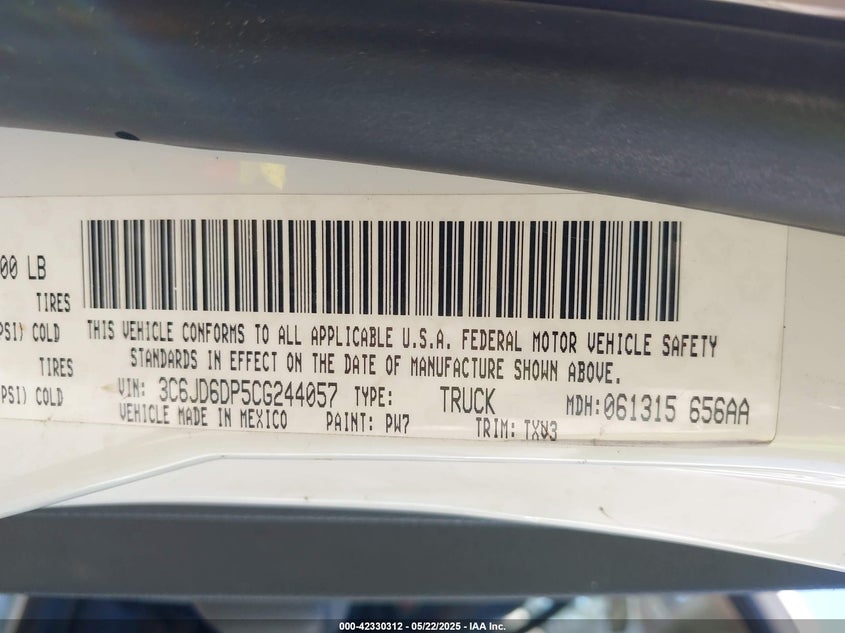 00 LB
TIRES
PSI) COLD
TIRES
PSI) COLD
THIS VEHICLE CONFORMS TO ALL APPLICABLE U.S.A. FEDERAL MOTOR VEHICLE SAFETY
STANDARDS IN EFFECT ON THE DATE OF MANUFACTURE SHOWN ABOVE.
VIN: 3C6JD6DP5CG244057 TYPE: TRUCK MDH:061315 656AA
VEHICLE MADE IN MEXICO PAINT: PW7 TRIM: TXV3
000-42330312 - 05/22/2025 - IAA Inc.